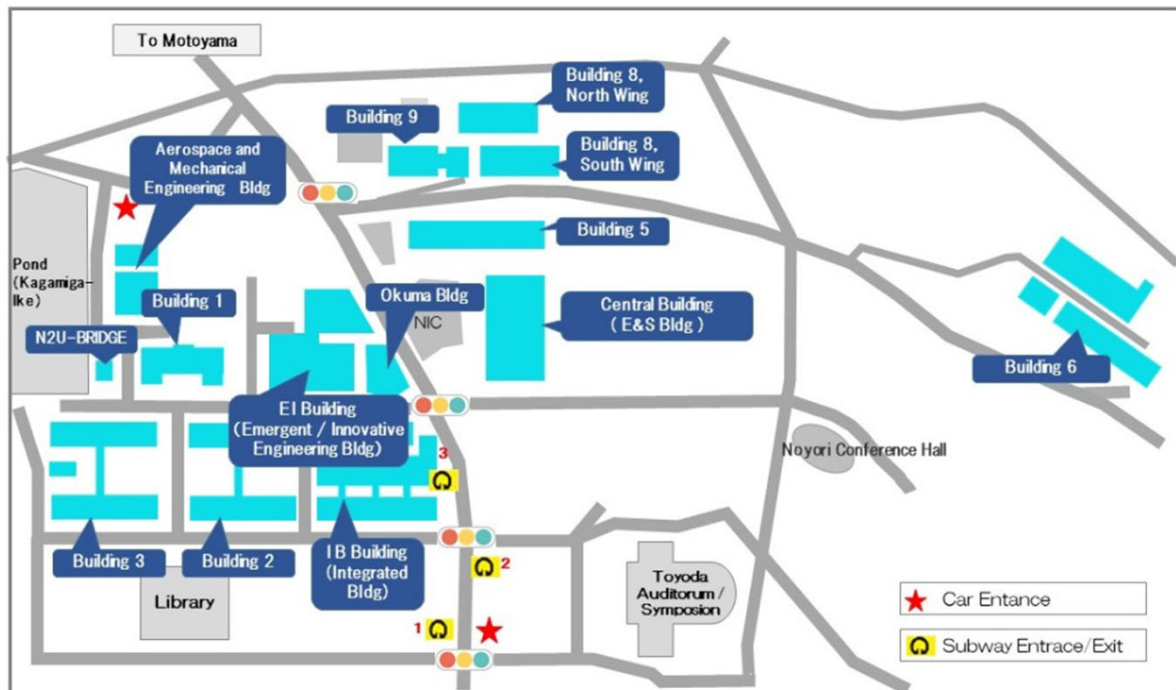 To Motoyama
Building 8,
North Wing
Building 9
Building 8,
South Wing
Aerospace and
Mechanical
Engineering Bldg
Building 5
Pond
(Kagamiga-
Ike)
Building 1
Okuma Bldg
NIC
Central Building
( E&S Bldg )
N2U-BRIDGE
Building 6
EI Building
(Emergent / Innovative
Engineering Bldg)
3
Noyori Conference Hall
Building 3
Building 2
IB Building
(Integrated
Bldg)
2
Library
Toyoda
Auditorium /
Symposion
1
Car Entance
Subway Entrace/Exit